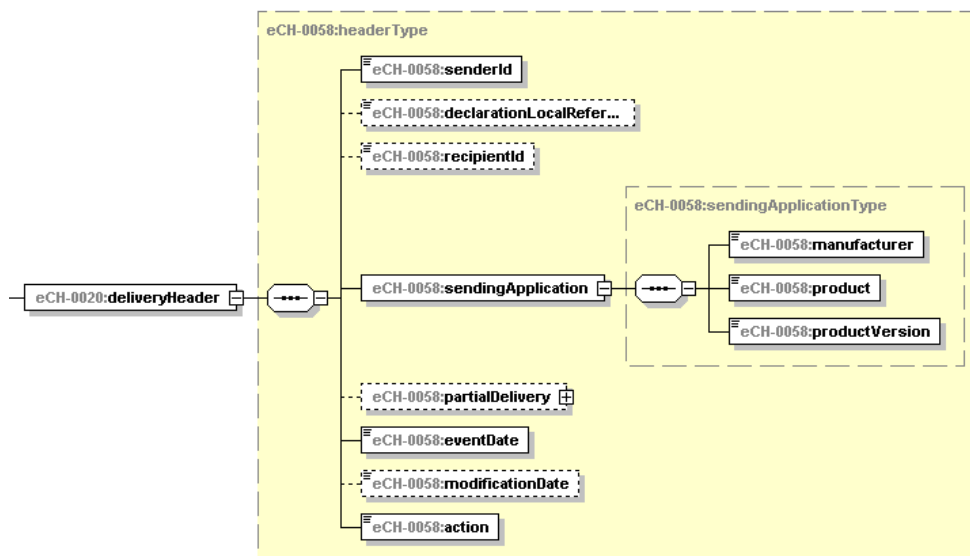 eCH-0058:headerType
eCH-0058:senderId
eCH-0058:declarationLocalRefer...
eCH-0058:recipientId
eCH-0058:sendingApplicationType
eCH-0058:manufacturer
eCH-0020:deliveryHeader
eCH-0058:sendingApplication
eCH-0058:product
eCH-0058:productVersion
eCH-0058:partialDelivery
eCH-0058:eventDate
eCH-0058:modificationDate
eCH-0058:action